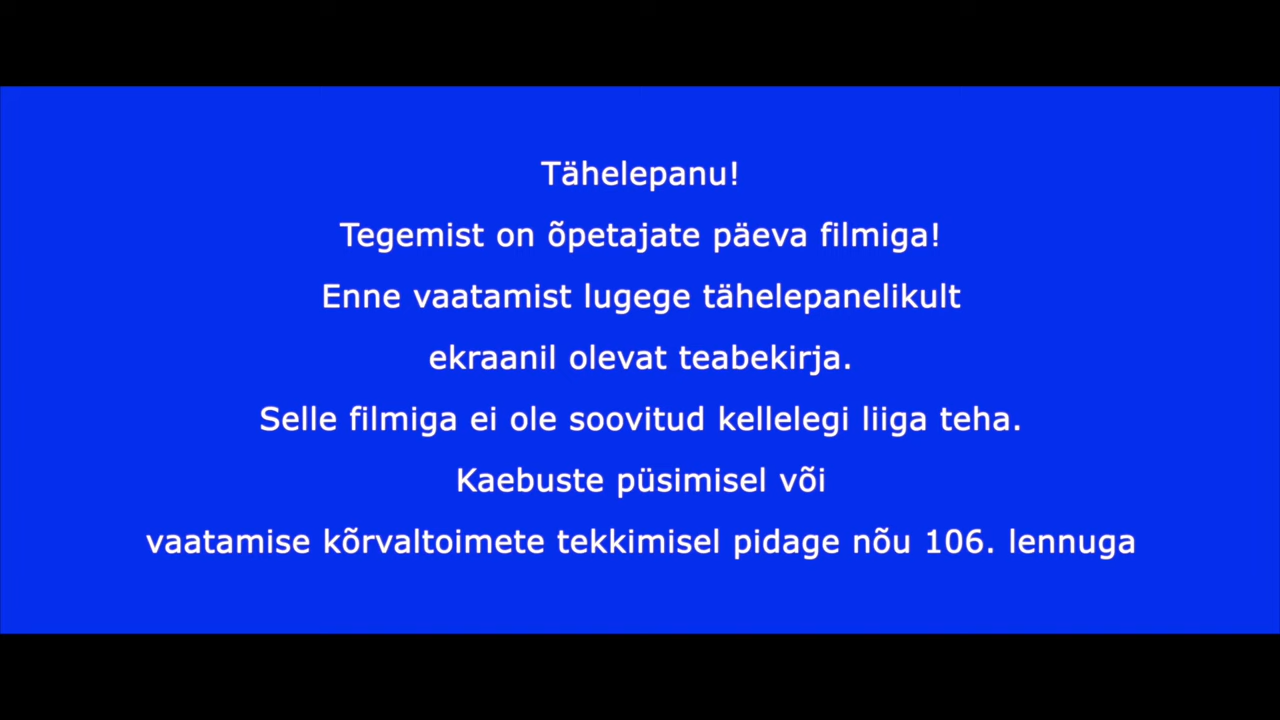 Tähelepanu!
Tegemist on õpetajate päeva filmiga!
Enne vaatamist lugege tähelepanelikult
ekraanil olevat teabekirja.
Selle filmiga ei ole soovitud kellelegi liiga teha.
Kaebuste püsimisel või
vaatamise kõrvaltoimete tekkimisel pidage nõu 106. lennuga